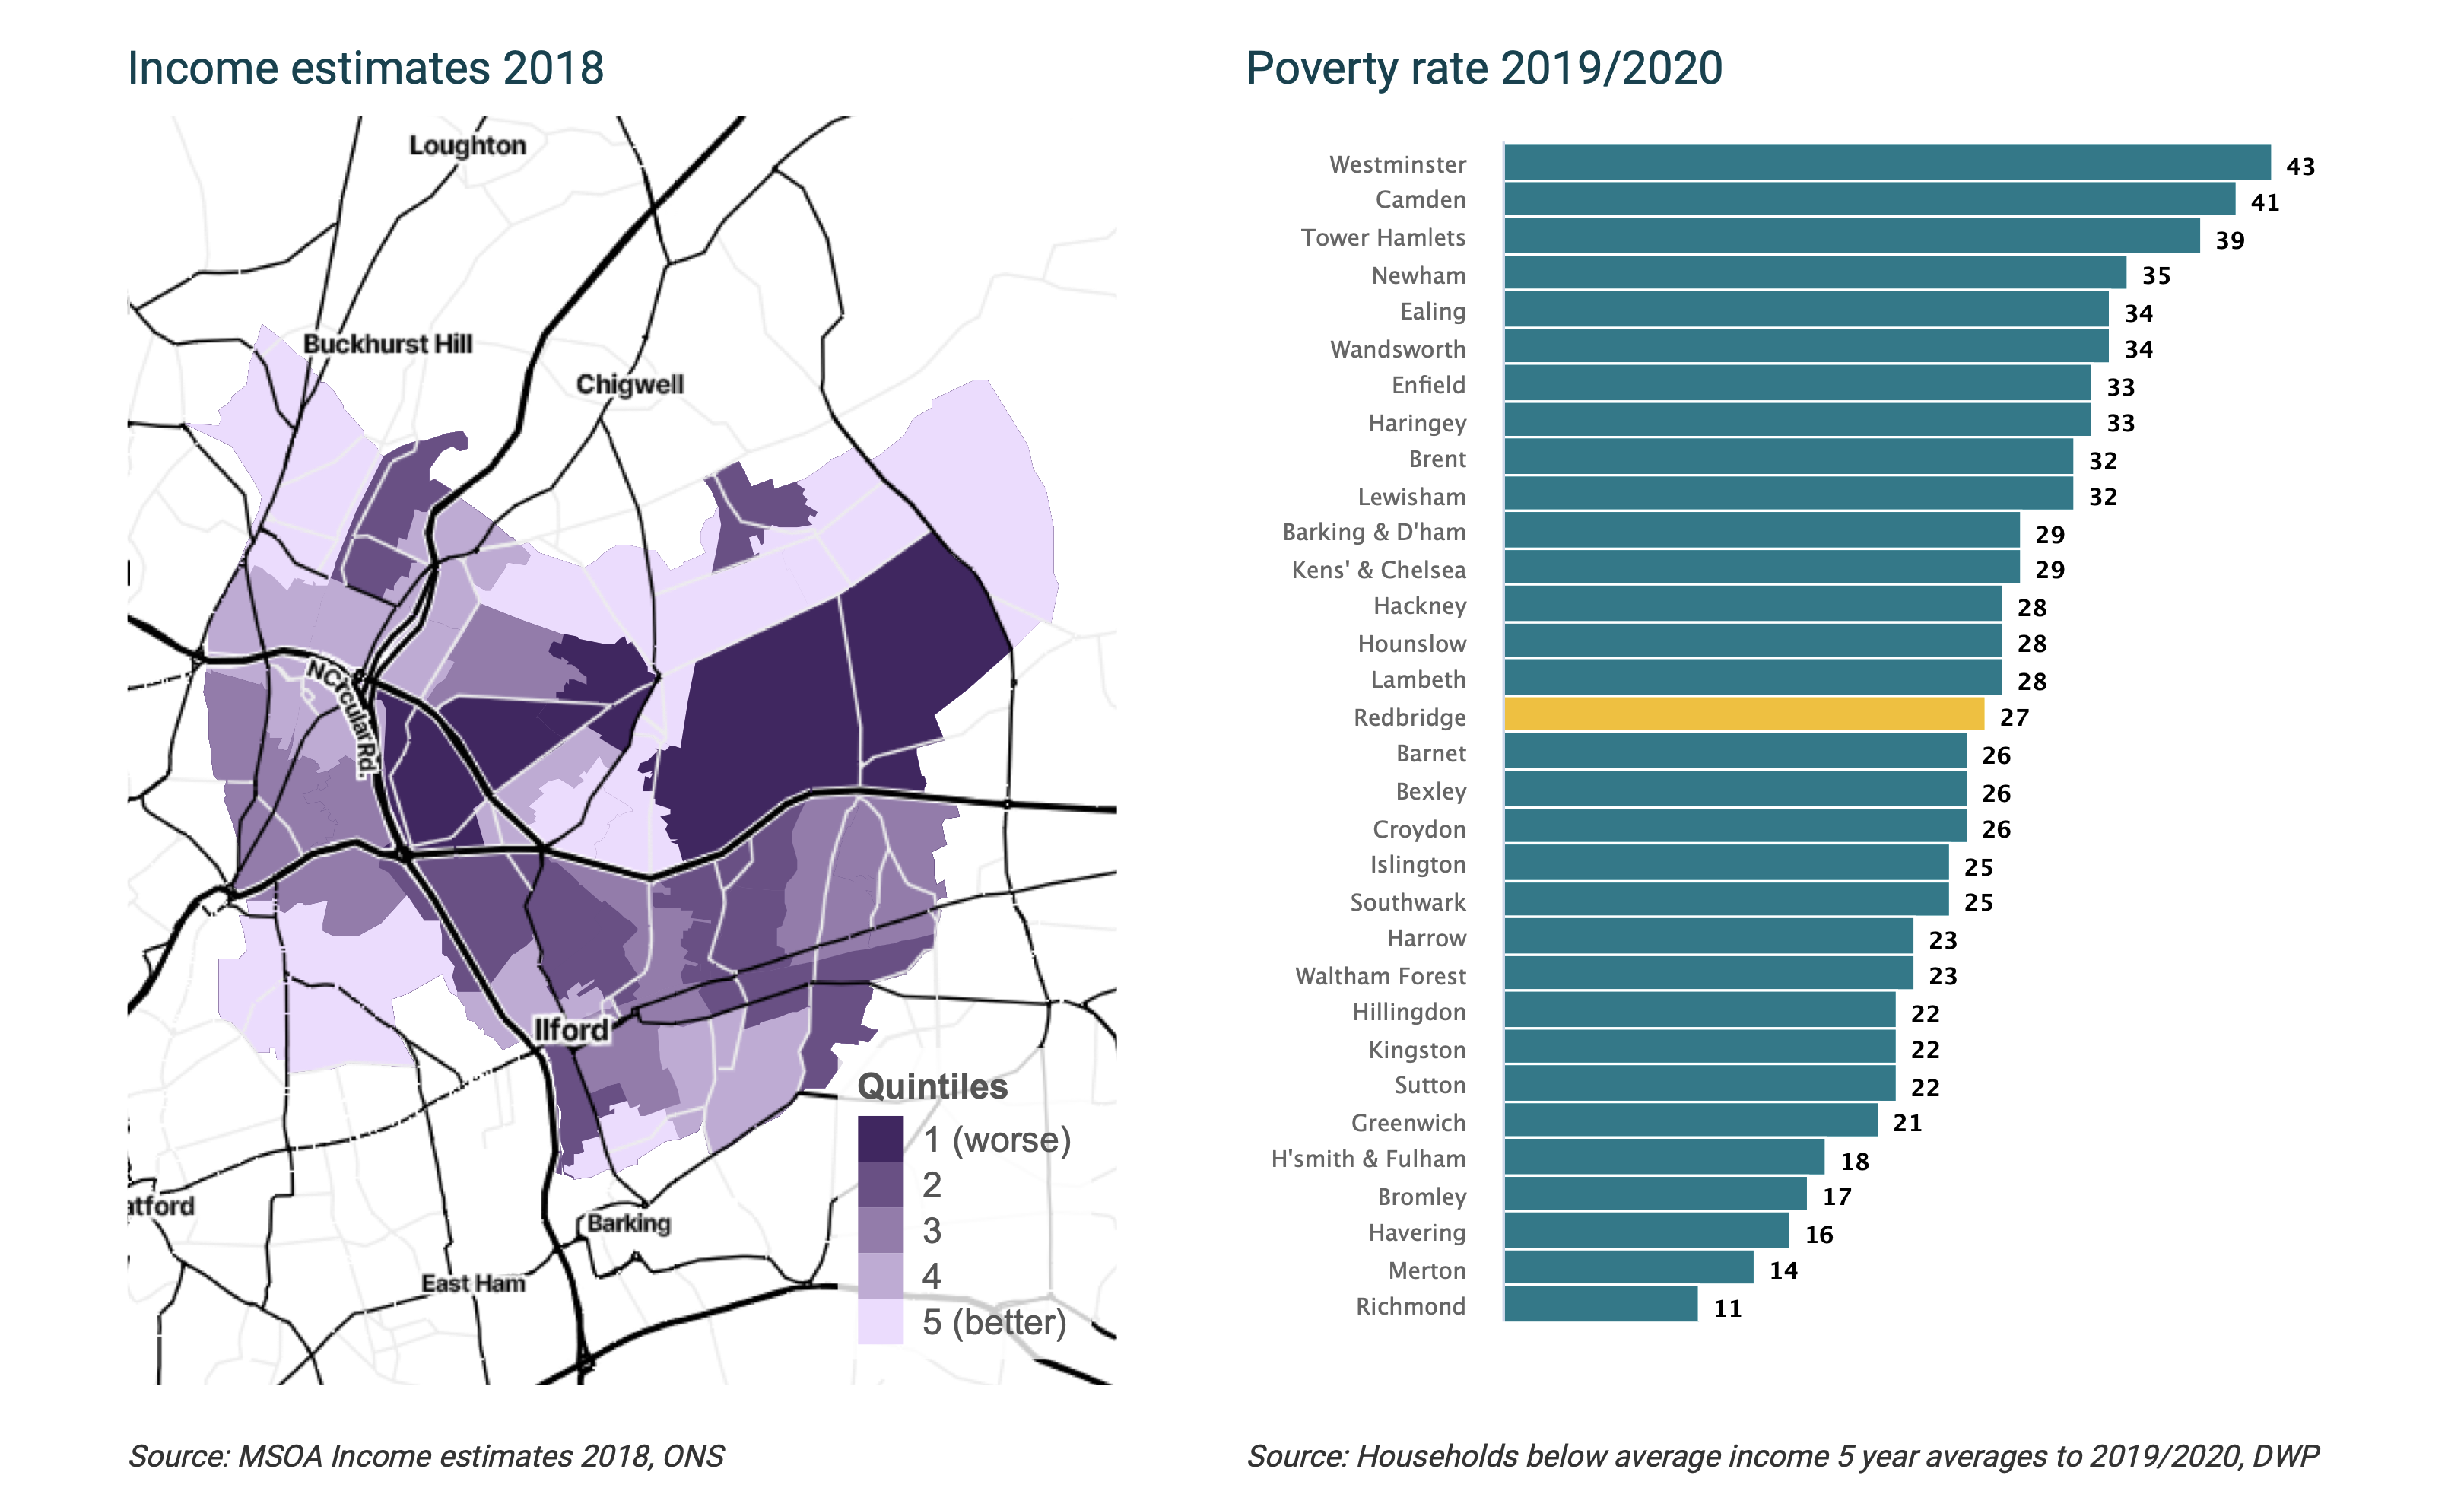 Income estimates 2018
Loughton
Buckhurst Hill
Chigwell
N Circular Rd.
Ilford
Barking
East Ham
atford
Quintiles
1 (worse)
2
3
4
5 (better)
Source: MSOA Income estimates 2018, ONS
Poverty rate 2019/2020
Westminster 43
Camden 41
Tower Hamlets 39
Newham 35
Ealing 34
Wandsworth 34
Enfield 33
Haringey 33
Brent 32
Lewisham 32
Barking & D'ham 29
Kens' & Chelsea 29
Hackney 28
Hounslow 28
Lambeth 28
Redbridge 27
Barnet 26
Bexley 26
Croydon 26
Islington 25
Southwark 25
Harrow 23
Waltham Forest 23
Hillingdon 22
Kingston 22
Sutton 22
Greenwich 21
H'smith & Fulham 18
Bromley 17
Havering 16
Merton 14
Richmond 11
Source: Households below average income 5 year averages to 2019/2020, DWP